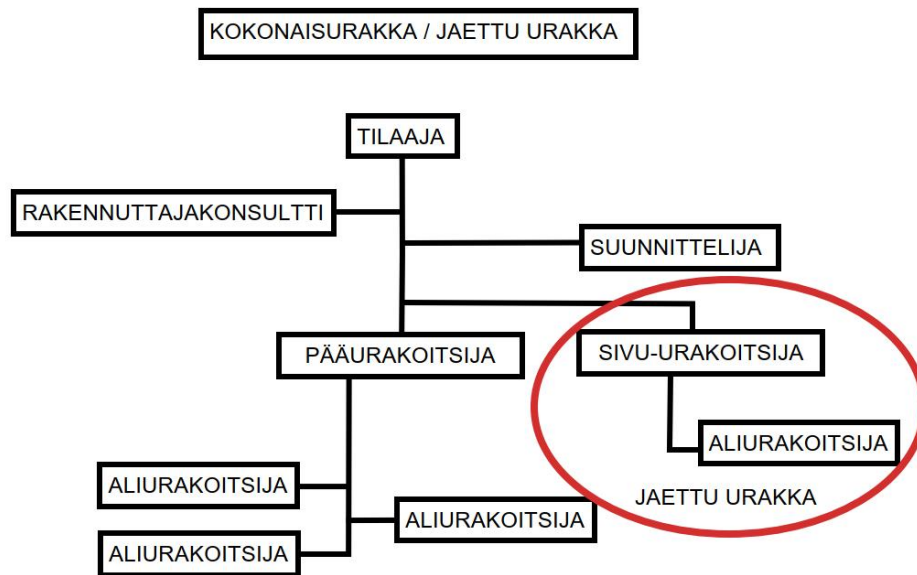 KOKONAISURAKKA / JAETTU URAKKA
TILAAJA
RAKENNUTTAJAKONSULTTI
SUUNNITTELIJA
PÄÄURAKOITSIJA
SIVU-URAKOITSIJA
ALIURAKOITSIJA
JAETTU URAKKA
ALIURAKOITSIJA
ALIURAKOITSIJA
ALIURAKOITSIJA